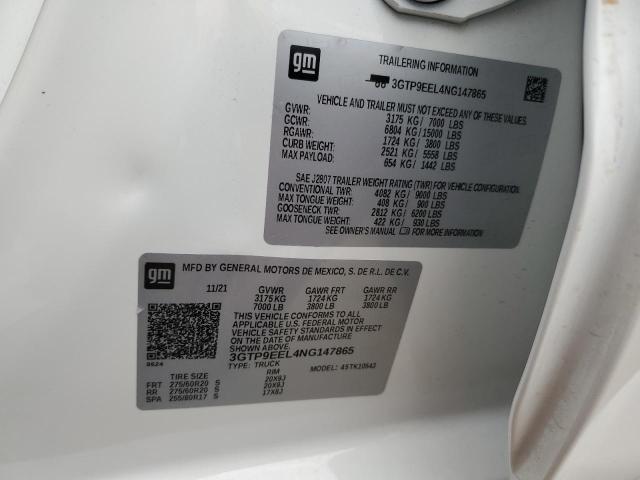 gm
TRAILERING INFORMATION
3GTP9EEL4NG147865
VEHICLE AND TRAILER MUST NOT EXCEED ANY OF THESE VALUES.
GVWR: 3175 KG/ 7000 LBS
GCWR: 6804 KG/15000 LBS
RGAWR: 1724 KG/ 3800 LBS
CURB WEIGHT: 2521 KG/ 5558 LBS
MAX PAYLOAD: 654 KG/ 1442 LBS
SAE J2807 TRAILER WEIGHT RATING (TWR) FOR VEHICLE CONFIGURATION.
CONVENTIONAL TWR: 4082 KG/ 9000 LBS
MAX TONGUE WEIGHT: 408 KG/ 900 LBS
GOOSENECK TWR: 2812 KG/ 6200 LBS
MAX TONGUE WEIGHT: 422 KG/ 930 LBS
SEE OWNER'S MANUAL FOR MORE INFORMATION
gm
MFD BY GENERAL MOTORS DE MEXICO, S. DE R.L. DE C.V.
11/21 GVWR GAWR FRT GAWR RR
3175 KG 1724 KG 1724 KG
7000 LB 3800 LB 3800 LB
THIS VEHICLE CONFORMS TO ALL
APPLICABLE U.S. FEDERAL MOTOR
VEHICLE SAFETY STANDARDS IN EFFECT
ON THE DATE OF MANUFACTURE
SHOWN ABOVE.
3GTP9EEL4NG147865
TYPE: TRUCK MODEL: 4STK10543
9624
TIRE SIZE RIM
FRT 275/60R20 S 20X9J
RR 275/60R20 S 20X9J
SPA 255/80R17 S 17X8J